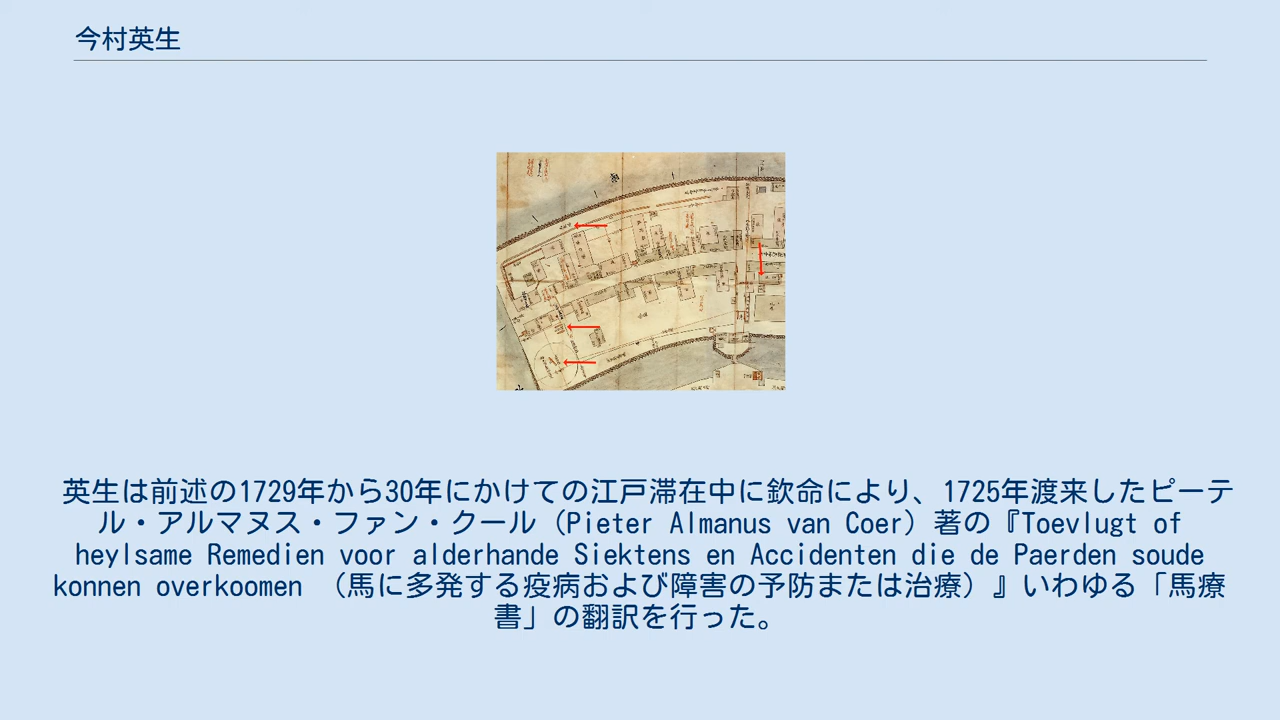 今村英生
英生は前述の1729年から30年にかけての江戸滞在中に欽命により、1725年渡来したピーテ
ル・アルマヌス・ファン・クール（Pieter Almanus van Coer）著の『Toevlugt of
heylsame Remedien voor alderhande Siektens en Accidenten die de Paerden soude
konnen overkoomen （馬に多発する疫病および障害の予防または治療）』いわゆる「馬療
書」の翻訳を行った。